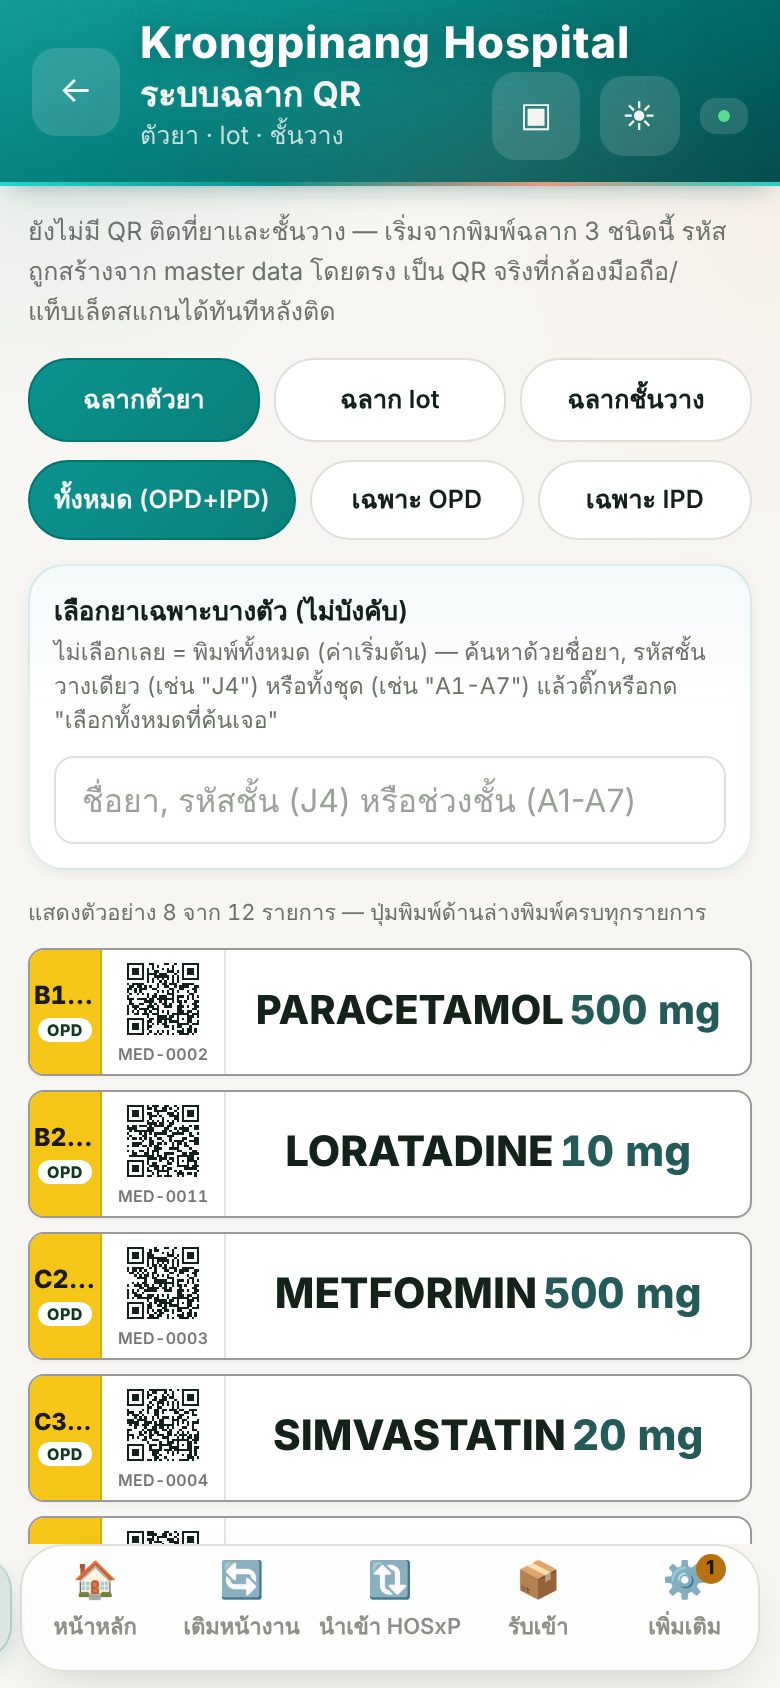 Krongpinang Hospital
ระบบฉลาก QR
ตัวยา · lot · ชั้นวาง
ยังไม่มี QR ติดที่ยาและชั้นวาง — เริ่มจากพิมพ์ฉลาก 3 ชนิดนี้ รหัส
ถูกสร้างจาก master data โดยตรง เป็น QR จริงที่กล้องมือถือ/
แท็บเล็ตสแกนได้ทันทีหลังติด
ฉลากตัวยา ฉลาก lot ฉลากชั้นวาง
ทั้งหมด (OPD+IPD) เฉพาะ OPD เฉพาะ IPD
เลือกยาเฉพาะบางตัว (ไม่บังคับ)
ไม่เลือกเลย = พิมพ์ทั้งหมด (ค่าเริ่มต้น) — ค้นหาด้วยชื่อยา, รหัสชั้น
วางเดียว (เช่น "J4") หรือทั้งชุด (เช่น "A1-A7") แล้วติ๊กหรือกด
"เลือกทั้งหมดที่ค้นเจอ"
ชื่อยา, รหัสชั้น (J4) หรือช่วงชั้น (A1-A7)
แสดงตัวอย่าง 8 จาก 12 รายการ — ปุ่มพิมพ์ด้านล่างพิมพ์ครบทุกรายการ
B1...
OPD
MED-0002
PARACETAMOL 500 mg
B2...
OPD
MED-0011
LORATADINE 10 mg
C2...
OPD
MED-0003
METFORMIN 500 mg
C3...
OPD
MED-0004
SIMVASTATIN 20 mg
1
หน้าหลัก เติมหน้างาน นำเข้า HOSxP รับเข้า เพิ่มเติม